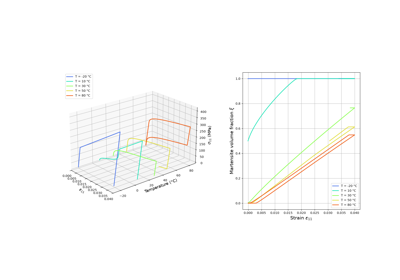 T = -20 °C
T = 10 °C
T = 30 °C
T = 50 °C
T = 80 °C
400
350
300
250
200
150
100
50
0
Temperature (°C)
−20
0
20
40
60
80
1.0
0.8
0.6
0.4
0.2
0.0
Martensite volume fraction ξ
T = -20 °C
T = 10 °C
T = 30 °C
T = 50 °C
T = 80 °C
0.000 0.005 0.010 0.015 0.020 0.025 0.030 0.035 0.040
Strain ε₁₁